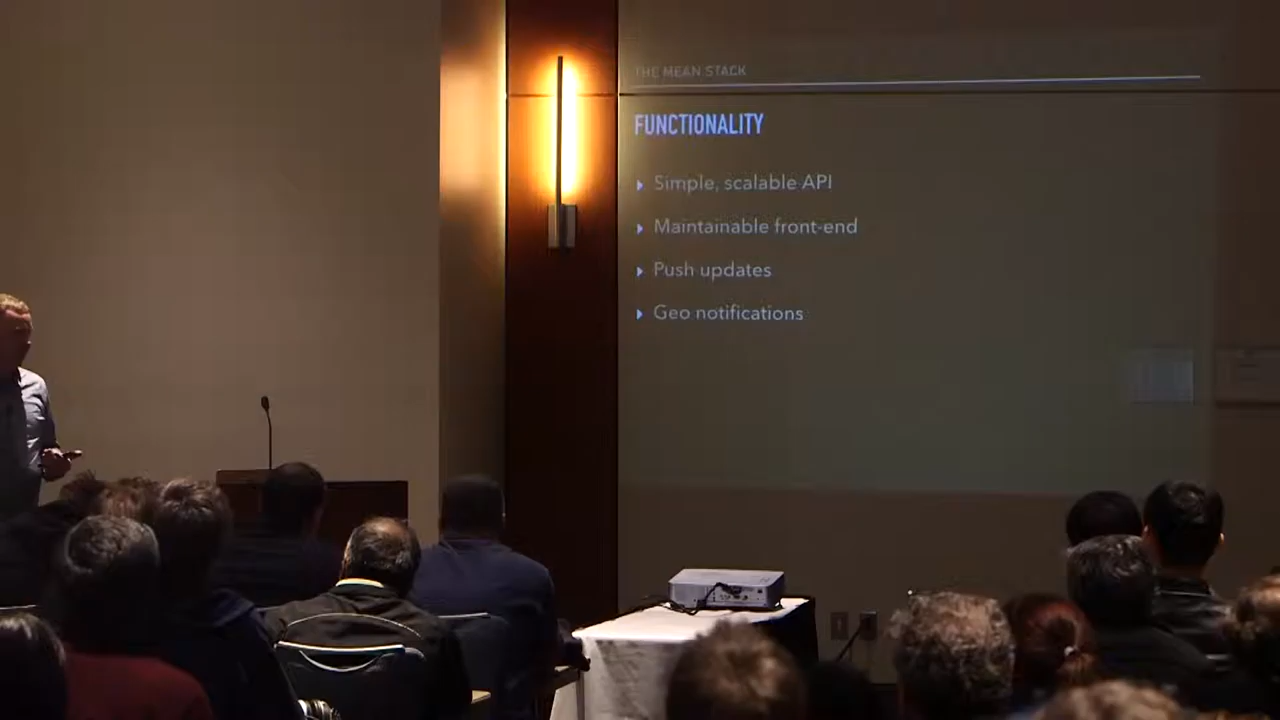 THE MEAN STACK
FUNCTIONALITY
Simple, scalable API
Maintainable front-end
Push updates
Geo notifications